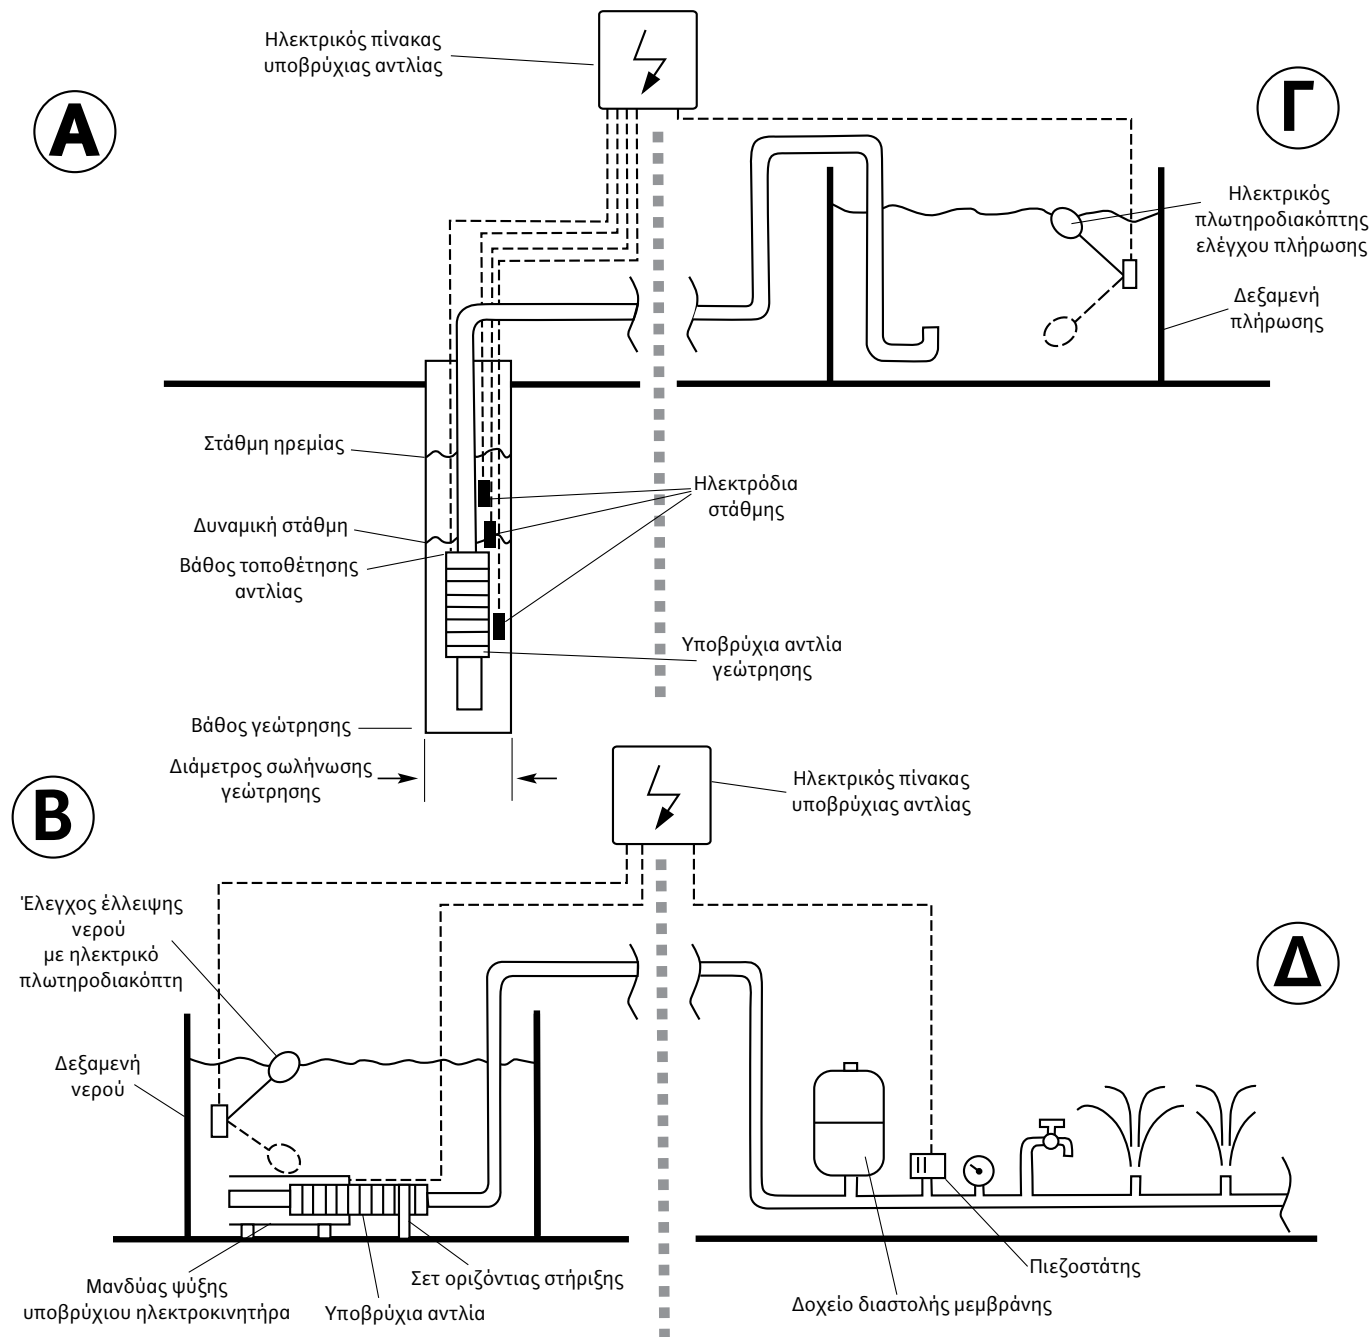 Ηλεκτρικός πίνακας
υποβρύχιας αντλίας
Α
Γ
Ηλεκτρικός
πλωτηροδιακόπτης
ελέγχου πλήρωσης
Δεξαμενή
πλήρωσης
Στάθμη ηρεμίας
Ηλεκτρόδια
στάθμης
Δυναμική στάθμη
Βάθος τοποθέτησης
αντλίας
Υποβρύχια αντλία
γεώτρησης
Βάθος γεώτρησης
Διάμετρος σωλήνωσης
γεώτρησης
Ηλεκτρικός πίνακας
υποβρύχιας αντλίας
Β
Έλεγχος έλλειψης
νερού
με ηλεκτρικό
πλωτηροδιακόπτη
Δ
Δεξαμενή
νερού
Μανδύας ψύξης
υποβρύχιου ηλεκτροκινητήρα
Υποβρύχια αντλία
Σετ οριζόντιας στήριξης
Πιεζοστάτης
Δοχείο διαστολής μεμβράνης